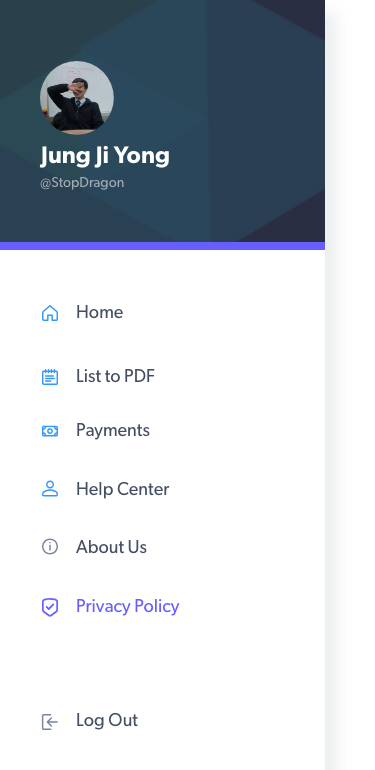 Jung Ji Yong
@StopDragon
Home
List to PDF
Payments
Help Center
About Us
Privacy Policy
Log Out